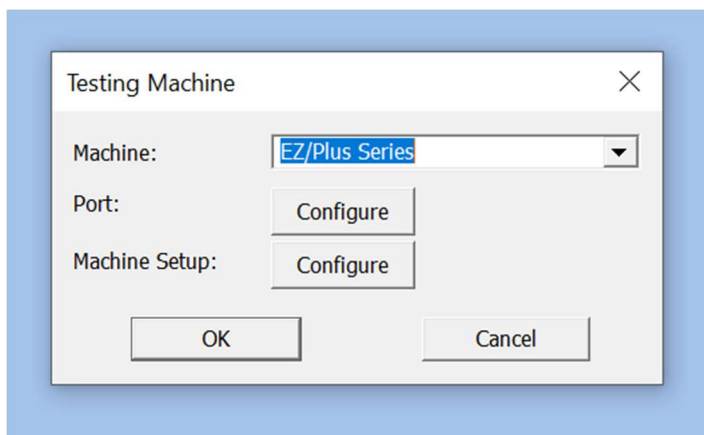 Testing Machine
Machine: EZ/Plus Series
Port: Configure
Machine Setup: Configure
OK Cancel